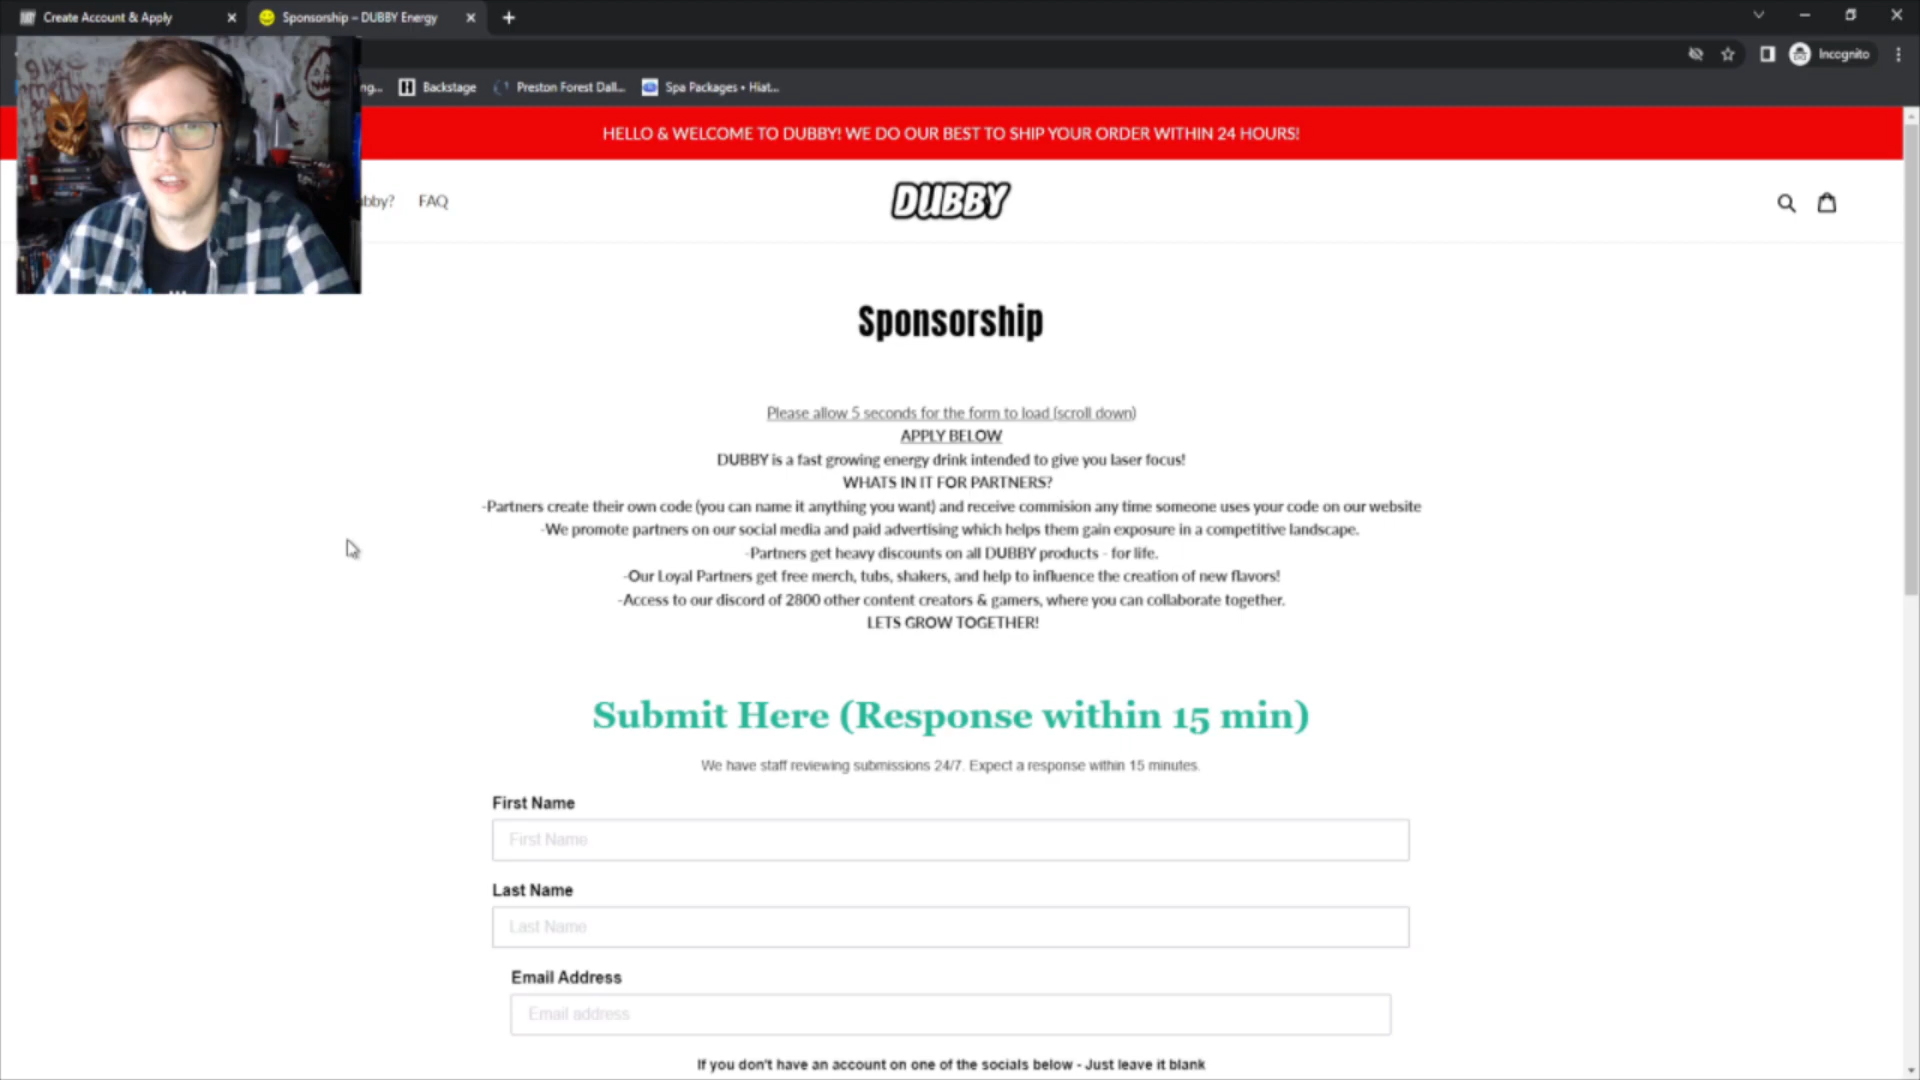 Create Account & Apply
Sponsorship – DUBBY Energy
Incognito
ng...
Backstage
Preston Forest Dall...
Spa Packages • Hiat...
HELLO & WELCOME TO DUBBY! WE DO OUR BEST TO SHIP YOUR ORDER WITHIN 24 HOURS!
bby?
FAQ
DUBBY
Sponsorship
Please allow 5 seconds for the form to load (scroll down)
APPLY BELOW
DUBBY is a fast growing energy drink intended to give you laser focus!
WHATS IN IT FOR PARTNERS?
-Partners create their own code (you can name it anything you want) and receive commision any time someone uses your code on our website
-We promote partners on our social media and paid advertising which helps them gain exposure in a competitive landscape.
-Partners get heavy discounts on all DUBBY products - for life.
-Our Loyal Partners get free merch, tubs, shakers, and help to influence the creation of new flavors!
-Access to our discord of 2800 other content creators & gamers, where you can collaborate together.
LETS GROW TOGETHER!
Submit Here (Response within 15 min)
We have staff reviewing submissions 24/7. Expect a response within 15 minutes.
First Name
First Name
Last Name
Last Name
Email Address
Email address
If you don't have an account on one of the socials below - Just leave it blank